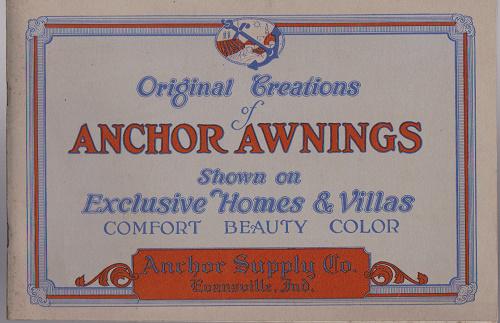 Original Creations
of
ANCHOR AWNINGS
Shown on
Exclusive Homes & Villas
COMFORT BEAUTY COLOR
Anchor Supply Co.
Evansville, Ind.